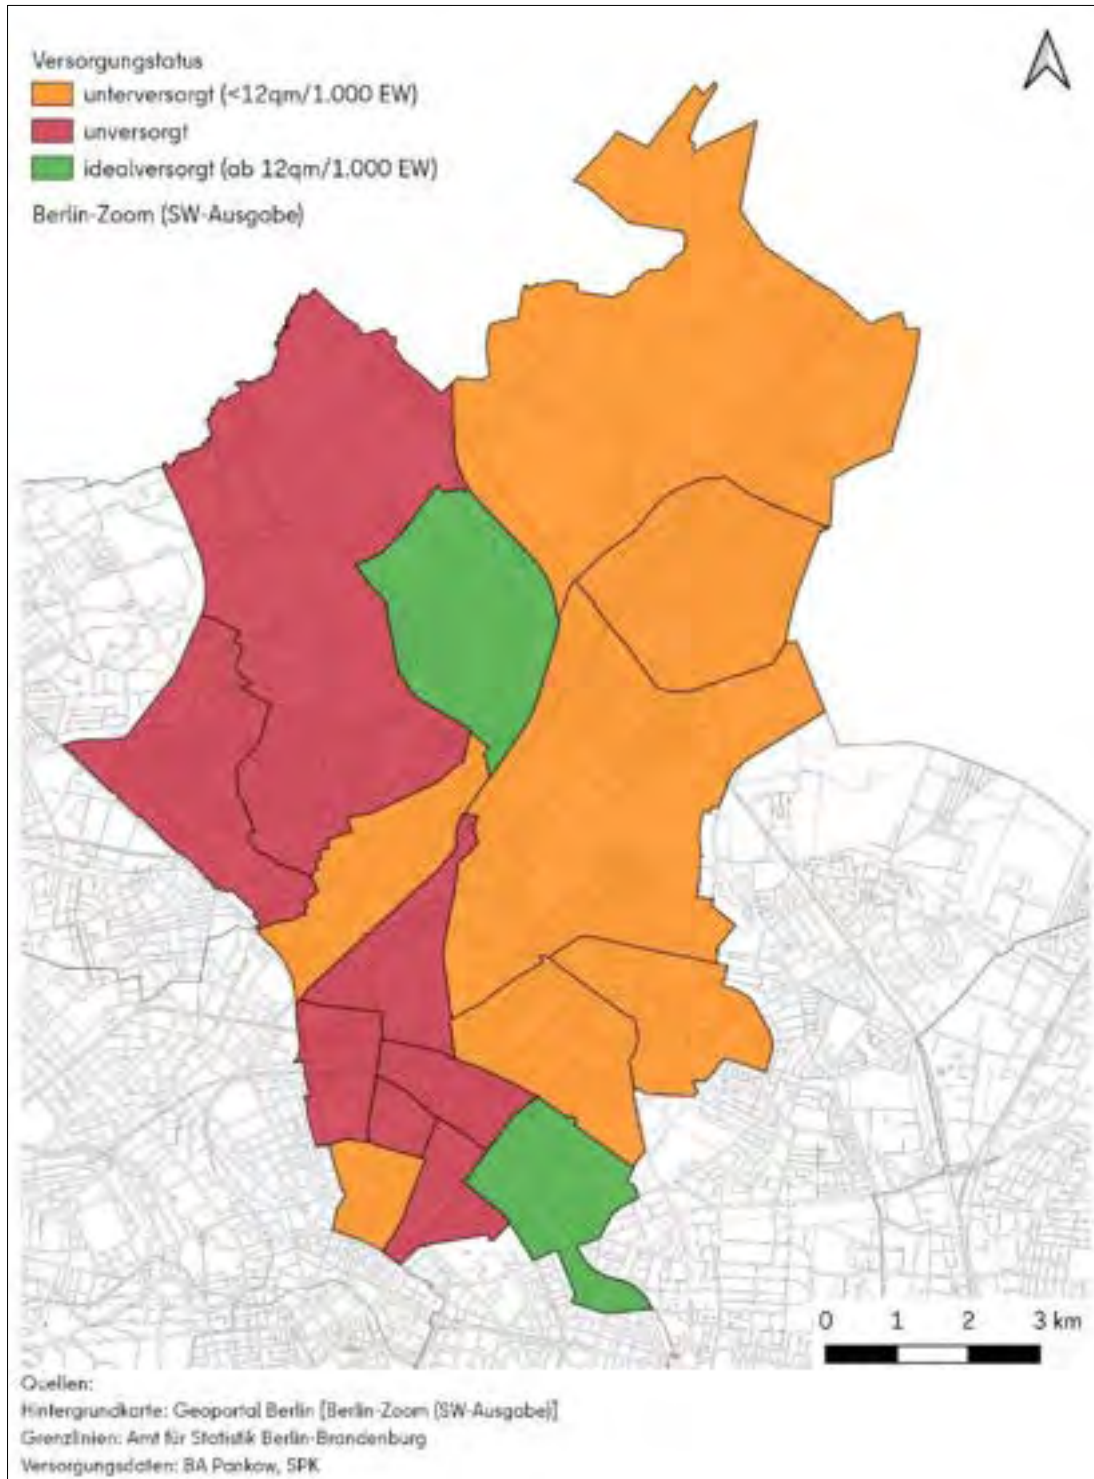 Versorgungstatus
unterversorgt (<12qm/1.000 EW)
unversorgt
idealversorgt (ab 12qm/1.000 EW)
Berlin-Zoom (SW-Ausgabe)
0 1 2 3 km
Quellen:
Hintergrundkarte: Geoportal Berlin [Berlin-Zoom (SW-Ausgabe)]
Grenzlinien: Amt für Statistik Berlin-Brandenburg
Versorgungsdaten: BA Pankow, SPK